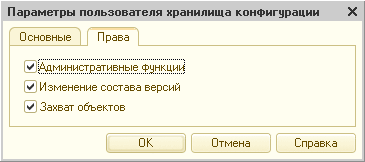 Параметры пользователя хранилища конфигурации
Основные Права
Административные функции
Изменение состава версий
Захват объектов
OK Отмена Справка